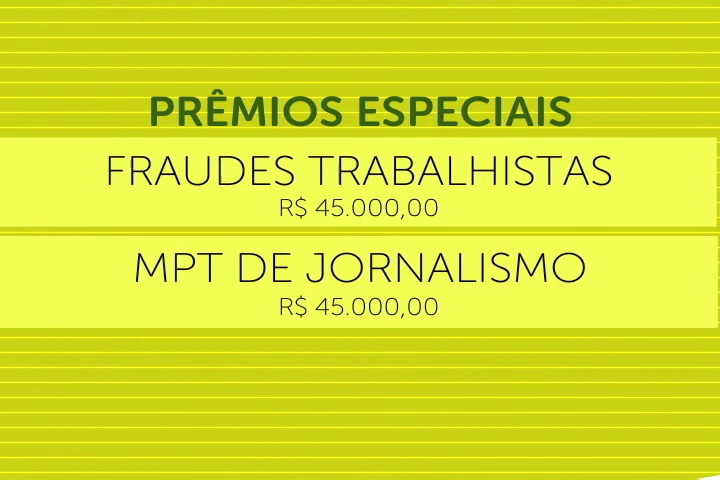 PRÊMIOS ESPECIAIS
FRAUDES TRABALHISTAS
R$ 45.000,00
MPT DE JORNALISMO
R$ 45.000,00